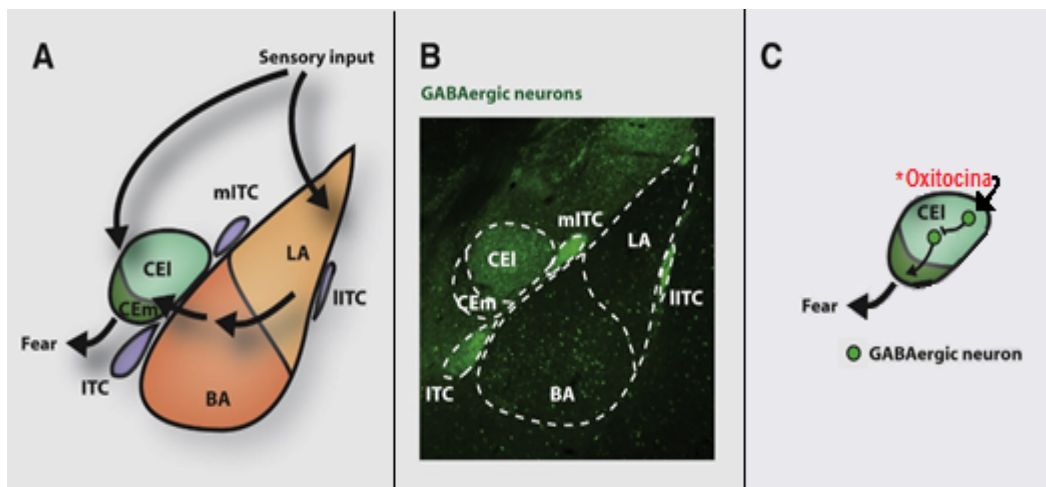 A
Sensory input
mITC
LA
CEl
lITC
CEm
Fear
ITC
BA
B
GABAergic neurons
mITC
LA
CEl
lITC
CEm
ITC
BA
C
*Oxitocina
CEl
Fear
GABAergic neuron